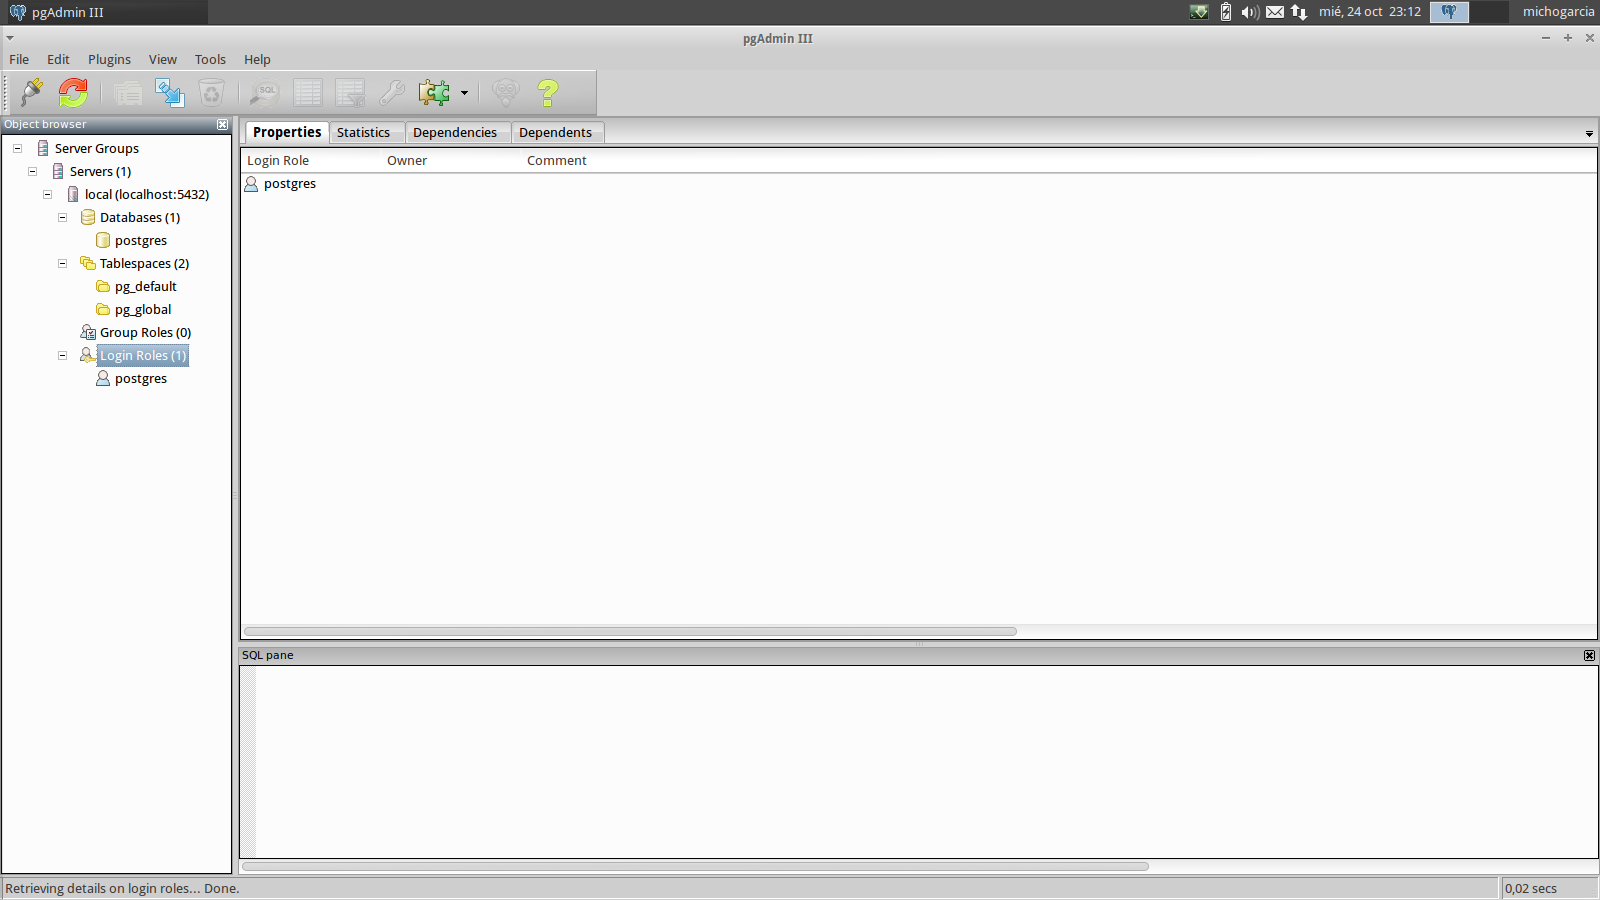 pgAdmin III
mié, 24 oct 23:12
michogarcia
pgAdmin III
File Edit Plugins View Tools Help
SQL
Object browser
Server Groups
Servers (1)
local (localhost:5432)
Databases (1)
postgres
Tablespaces (2)
pg_default
pg_global
Group Roles (0)
Login Roles (1)
postgres
Properties Statistics Dependencies Dependents
Login Role Owner Comment
postgres
SQL pane
Retrieving details on login roles... Done.
0,02 secs